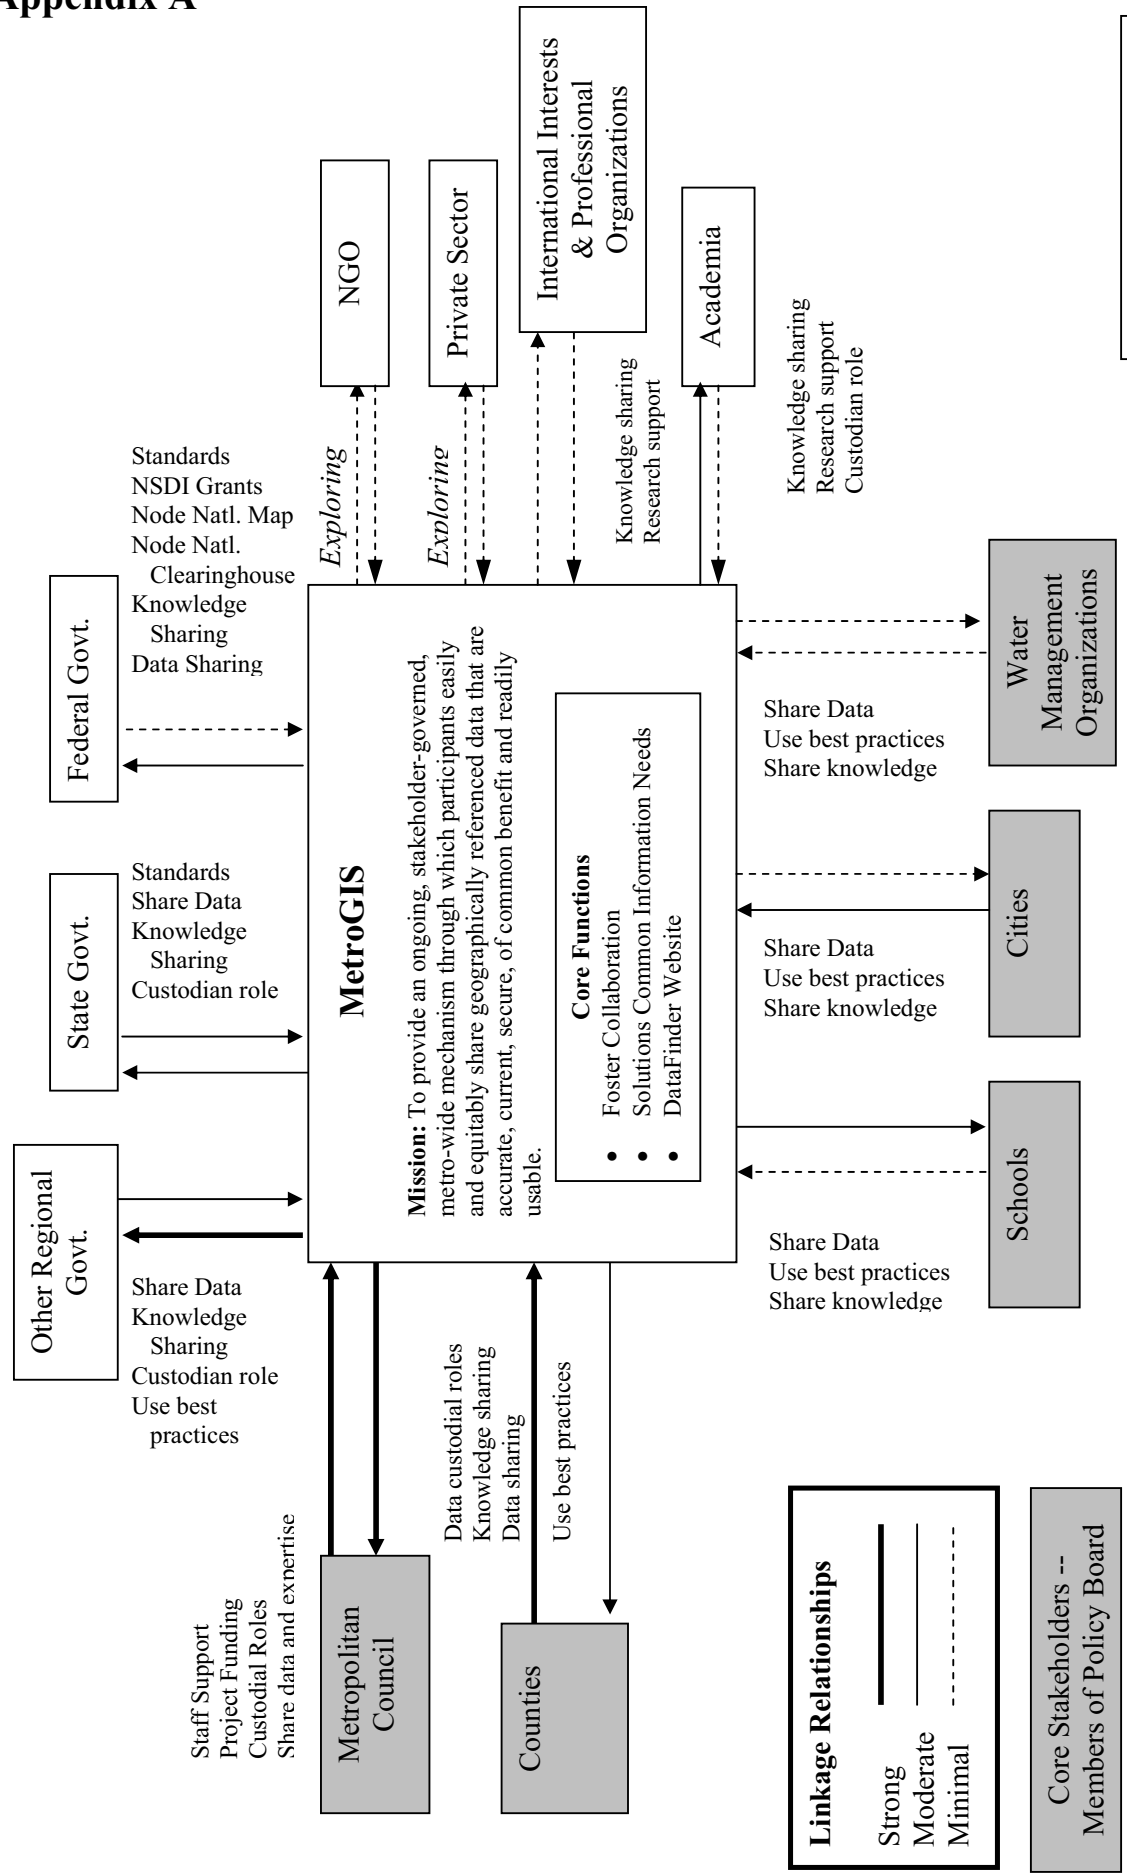 Appendix A
Other Regional
Govt.
State Govt.
Federal Govt.
Share Data
Knowledge
Sharing
Custodian role
Use best
practices
Standards
Share Data
Knowledge
Sharing
Custodian role
Standards
NSDI Grants
Node Natl. Map
Node Natl.
Clearinghouse
Knowledge
Sharing
Data Sharing
Staff Support
Project Funding
Custodial Roles
Share data and expertise
Metropolitan
Council
Data custodial roles
Knowledge sharing
Data sharing
Use best practices
Counties
MetroGIS
Mission: To provide an ongoing, stakeholder-governed,
metro-wide mechanism through which participants easily
and equitably share geographically referenced data that are
accurate, current, secure, of common benefit and readily
usable.
Core Functions
• Foster Collaboration
• Solutions Common Information Needs
• DataFinder Website
Exploring
NGO
Exploring
Private Sector
International Interests
& Professional
Organizations
Knowledge sharing
Research support
Academia
Knowledge sharing
Research support
Custodian role
Share Data
Use best practices
Share knowledge
Schools
Share Data
Use best practices
Share knowledge
Cities
Share Data
Use best practices
Share knowledge
Water
Management
Organizations
Linkage Relationships
Strong
Moderate
Minimal
Core Stakeholders --
Members of Policy Board